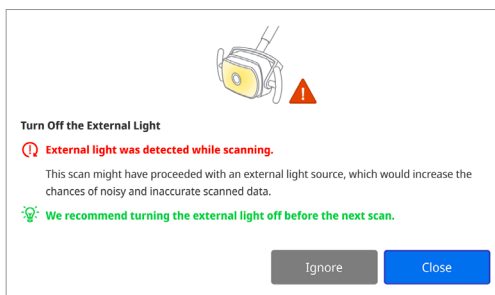 Turn Off the External Light
External light was detected while scanning.
This scan might have proceeded with an external light source, which would increase the
chances of noisy and inaccurate scanned data.
We recommend turning the external light off before the next scan.
Ignore
Close